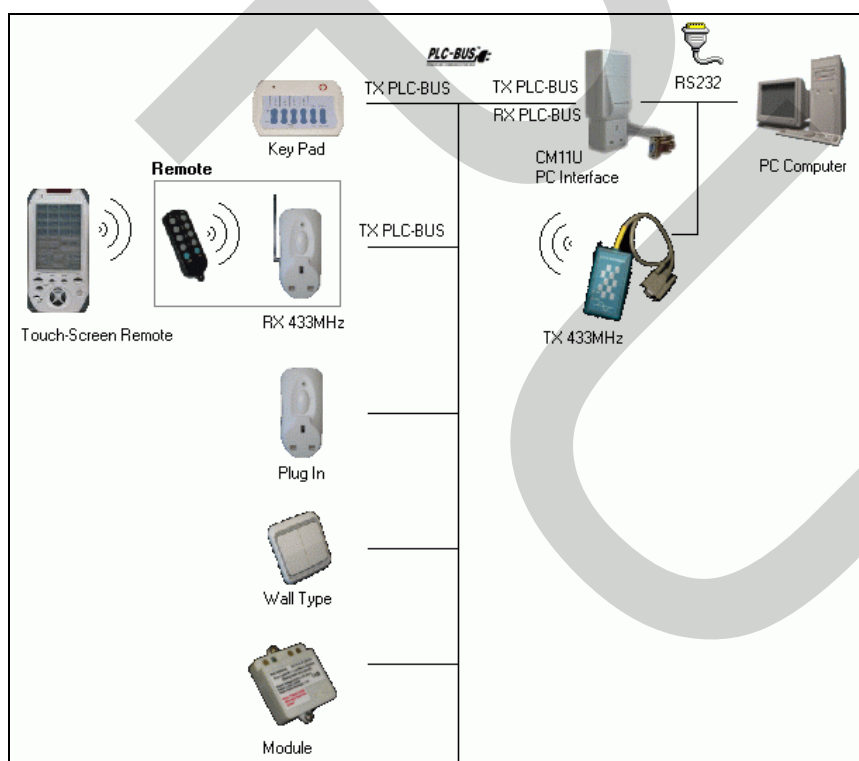 PLC-BUS
TX PLC-BUS
TX PLC-BUS
RX PLC-BUS
RS232
Key Pad
CM11U
PC Interface
PC Computer
Remote
TX PLC-BUS
Touch-Screen Remote
RX 433MHz
TX 433MHz
Plug In
Wall Type
Module